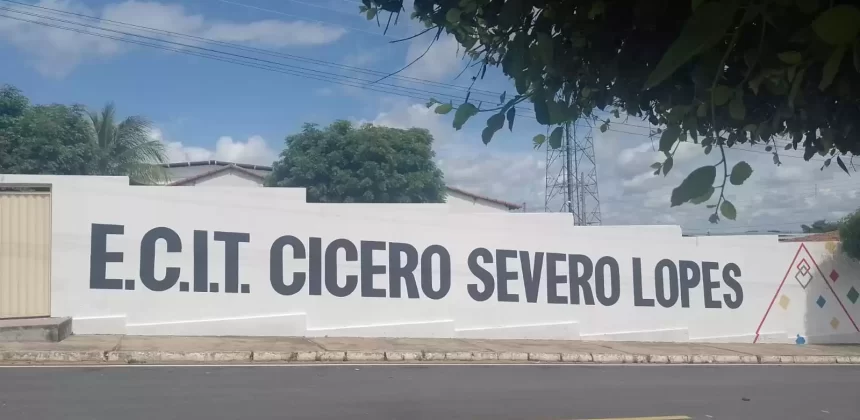 E.C.I.T. CICERO SEVERO LOPES